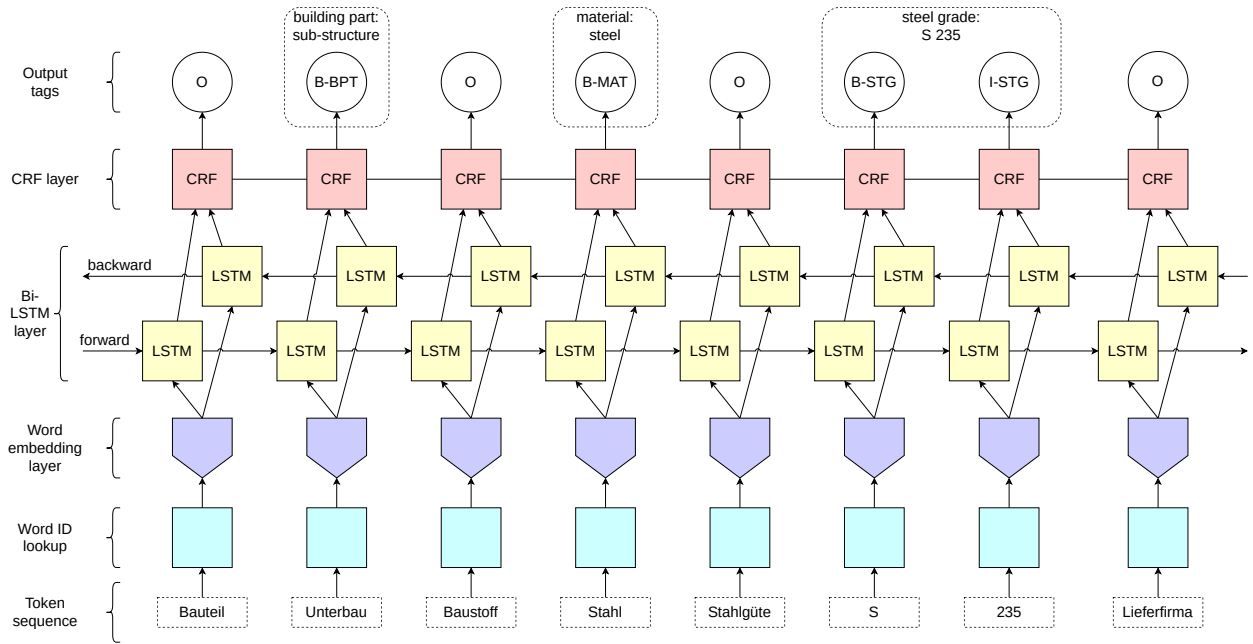 building part:
sub-structure
material:
steel
steel grade:
S 235
Output
tags
O
B-BPT
O
B-MAT
O
B-STG
I-STG
O
CRF layer
CRF
CRF
CRF
CRF
CRF
CRF
CRF
CRF
Bi-
LSTM
layer
backward
LSTM
LSTM
LSTM
LSTM
LSTM
LSTM
LSTM
LSTM
forward
LSTM
LSTM
LSTM
LSTM
LSTM
LSTM
LSTM
LSTM
Word
embedding
layer
Word ID
lookup
Token
sequence
Bauteil
Unterbau
Baustoff
Stahl
Stahlgüte
S
235
Lieferfirma